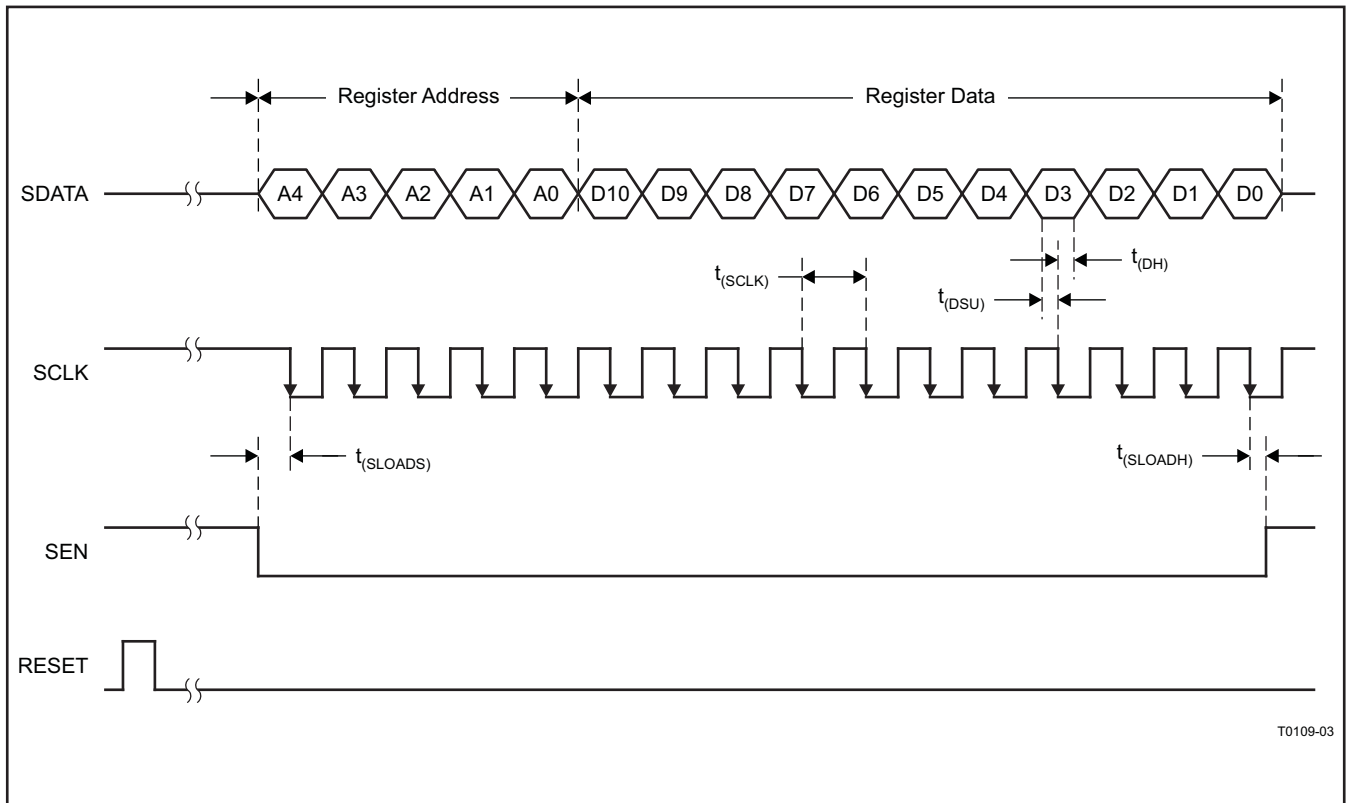 Register Address
Register Data
SDATA
A4 A3 A2 A1 A0 D10 D9 D8 D7 D6 D5 D4 D3 D2 D1 D0
t(DH)
t(SCLK)
t(DSU)
SCLK
t(SLOADS)
t(SLOADH)
SEN
RESET
T0109-03